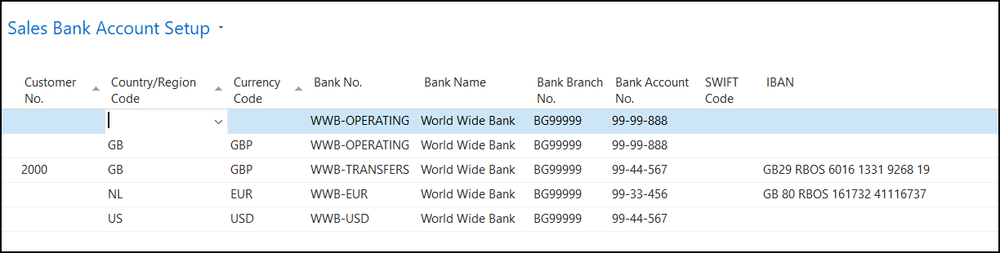 Sales Bank Account Setup
Customer No. Country/Region Code Currency Code Bank No. Bank Name Bank Branch No. Bank Account No. SWIFT Code IBAN
WWB-OPERATING World Wide Bank BG99999 99-99-888
GB GBP WWB-OPERATING World Wide Bank BG99999 99-99-888
2000 GB GBP WWB-TRANSFERS World Wide Bank BG99999 99-44-567 GB29 RBOS 6016 1331 9268 19
NL EUR WWB-EUR World Wide Bank BG99999 99-33-456 GB 80 RBOS 161732 41116737
US USD WWB-USD World Wide Bank BG99999 99-44-567